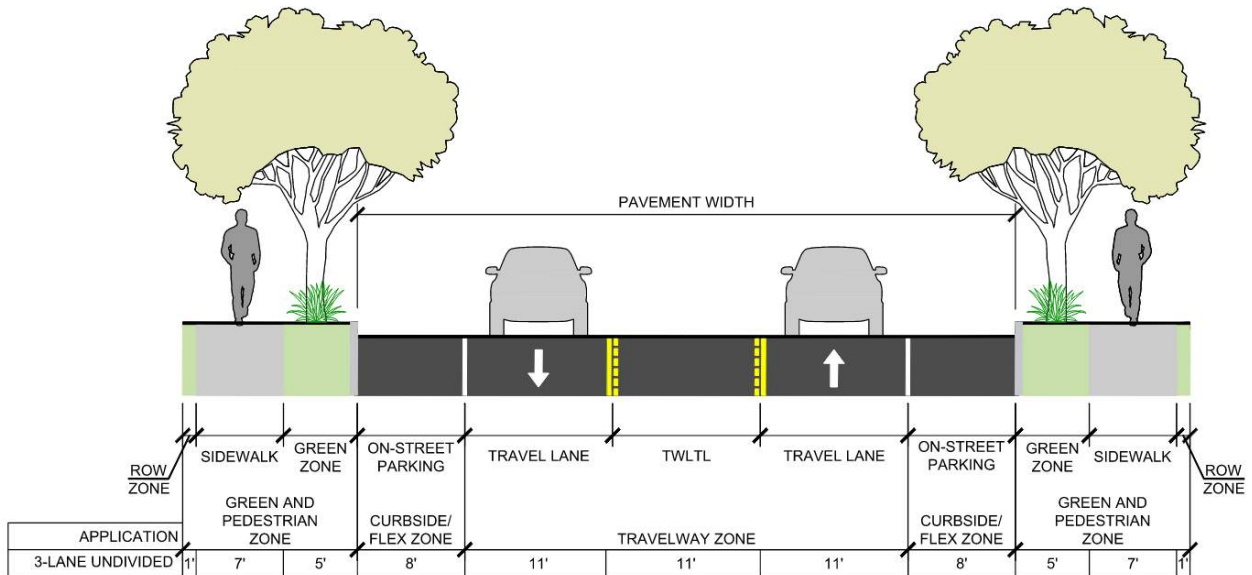 PAVEMENT WIDTH
ROW
ZONE
SIDEWALK
GREEN
ZONE
ON-STREET
PARKING
TRAVEL LANE
TWLTL
TRAVEL LANE
ON-STREET
PARKING
GREEN
ZONE
SIDEWALK
ROW
ZONE
GREEN AND
PEDESTRIAN
ZONE
CURBSIDE/
FLEX ZONE
TRAVELWAY ZONE
CURBSIDE/
FLEX ZONE
GREEN AND
PEDESTRIAN
ZONE
APPLICATION
3-LANE UNDIVIDED 1' 7' 5' 8' 11' 11' 11' 8' 5' 7' 1'